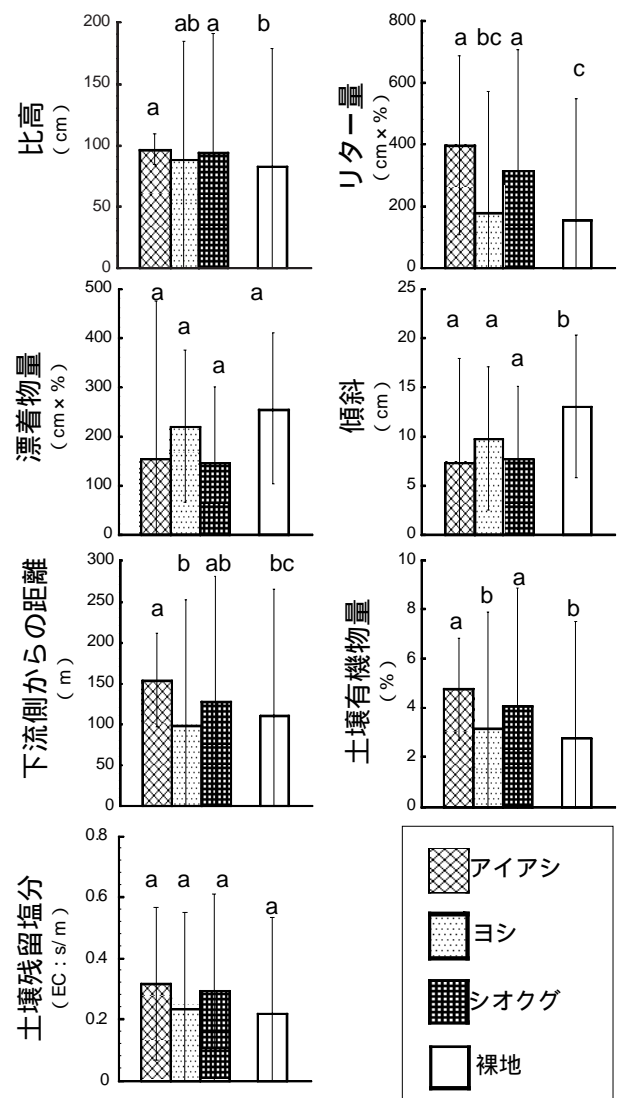 比高
(cm)
200
150
100
50
0
a
ab
a
b
リター量
(cm×%)
800
600
400
200
0
a
bc
a
c
漂着物量
(cm×%)
500
400
300
200
100
0
a
a
a
a
傾斜
(cm)
25
20
15
10
5
0
a
a
a
b
下流側からの距離
(m)
300
250
200
150
100
50
0
a
b
ab
bc
土壌有機物量
(%)
10
8
6
4
2
0
a
b
a
b
土壌残留塩分
(EC:s/m)
0.8
0.6
0.4
0.2
0
a
a
a
a
アイアシ
ヨシ
シオクグ
裸地